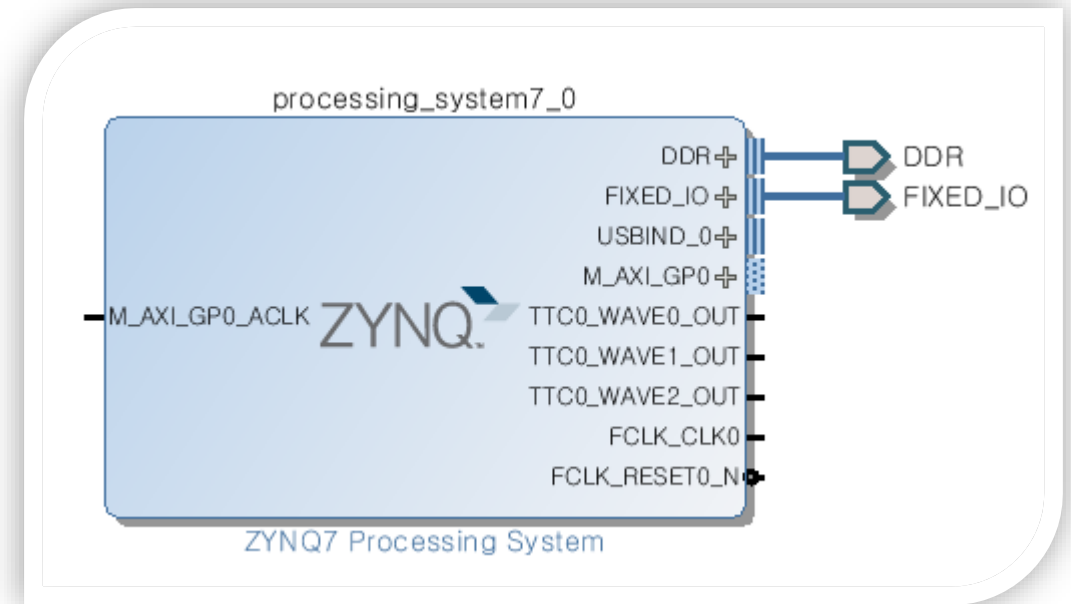 processing_system7_0
DDR
FIXED_IO
USBIND_0
M_AXI_GP0
M_AXI_GP0_ACLK
ZYNQ
TTC0_WAVE0_OUT
TTC0_WAVE1_OUT
TTC0_WAVE2_OUT
FCLK_CLK0
FCLK_RESET0_N
DDR
FIXED_IO
ZYNQ7 Processing System